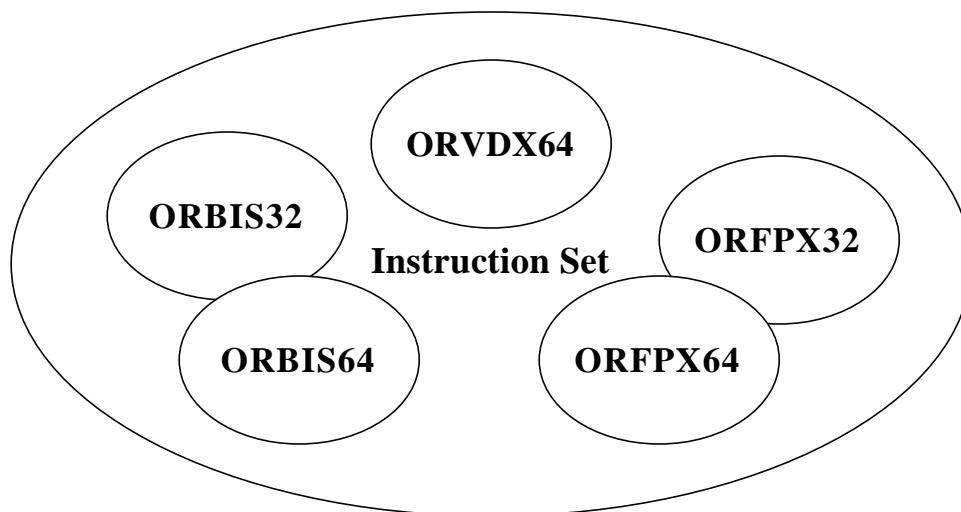 ORVDX64
ORBIS32
ORFPX32
Instruction Set
ORBIS64
ORFPX64